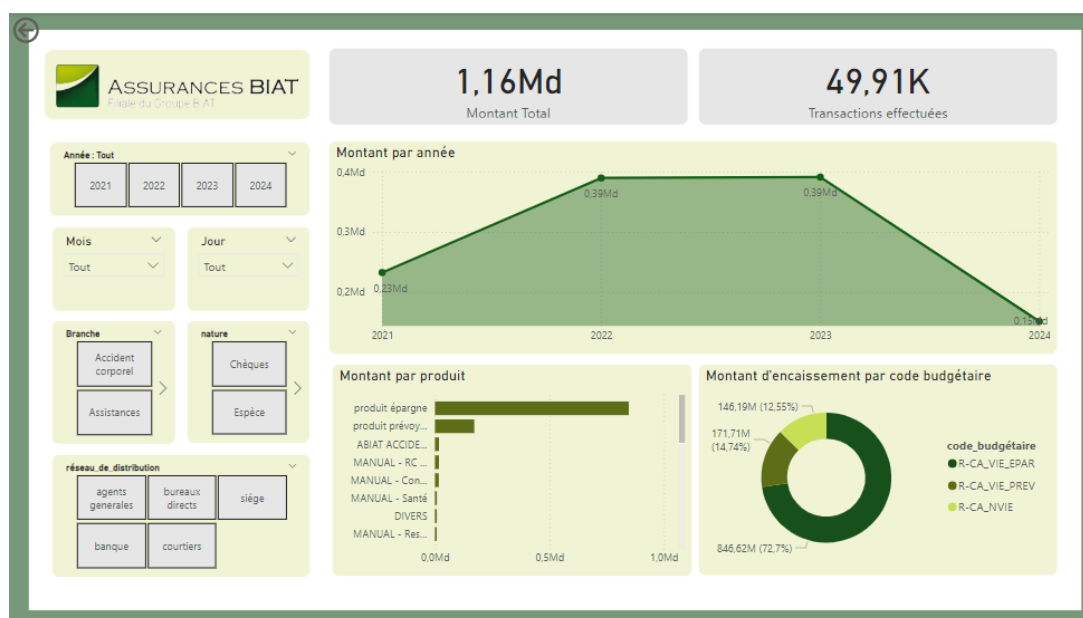 ASSURANCES BIAT
Filiale du Groupe BIAT
1,16Md
Montant Total
49,91K
Transactions effectuées
Année : Tout
2021
2022
2023
2024
Mois
Tout
Jour
Tout
Branche
Accident
corporel
Assistances
nature
Chèques
Espèce
réseau_de_distribution
agents
generales
bureaux
directs
siége
banque
courtiers
Montant par année
0,4Md
0,3Md
0,2Md
0,23Md
0,39Md
0,39Md
0,15Md
2021
2022
2023
2024
Montant par produit
produit épargne
produit prévoy...
ABIAT ACCIDE...
MANUAL - RC ...
MANUAL - Con...
MANUAL - Santé
DIVERS
MANUAL - Res...
0,0Md
0,5Md
1,0Md
Montant d'encaissement par code budgétaire
146,19M (12,55%)
171,71M
(14,74%)
846,62M (72,7%)
code_budgétaire
R-CA_VIE_EPAR
R-CA_VIE_PREV
R-CA_NVIE